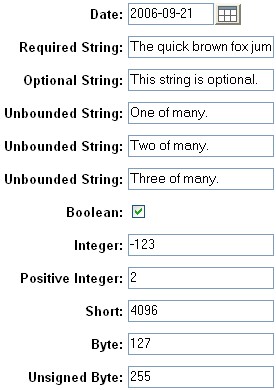 Date: 2006-09-21
Required String: The quick brown fox jum
Optional String: This string is optional.
Unbounded String: One of many.
Unbounded String: Two of many.
Unbounded String: Three of many.
Boolean:
Integer: -123
Positive Integer: 2
Short: 4096
Byte: 127
Unsigned Byte: 255